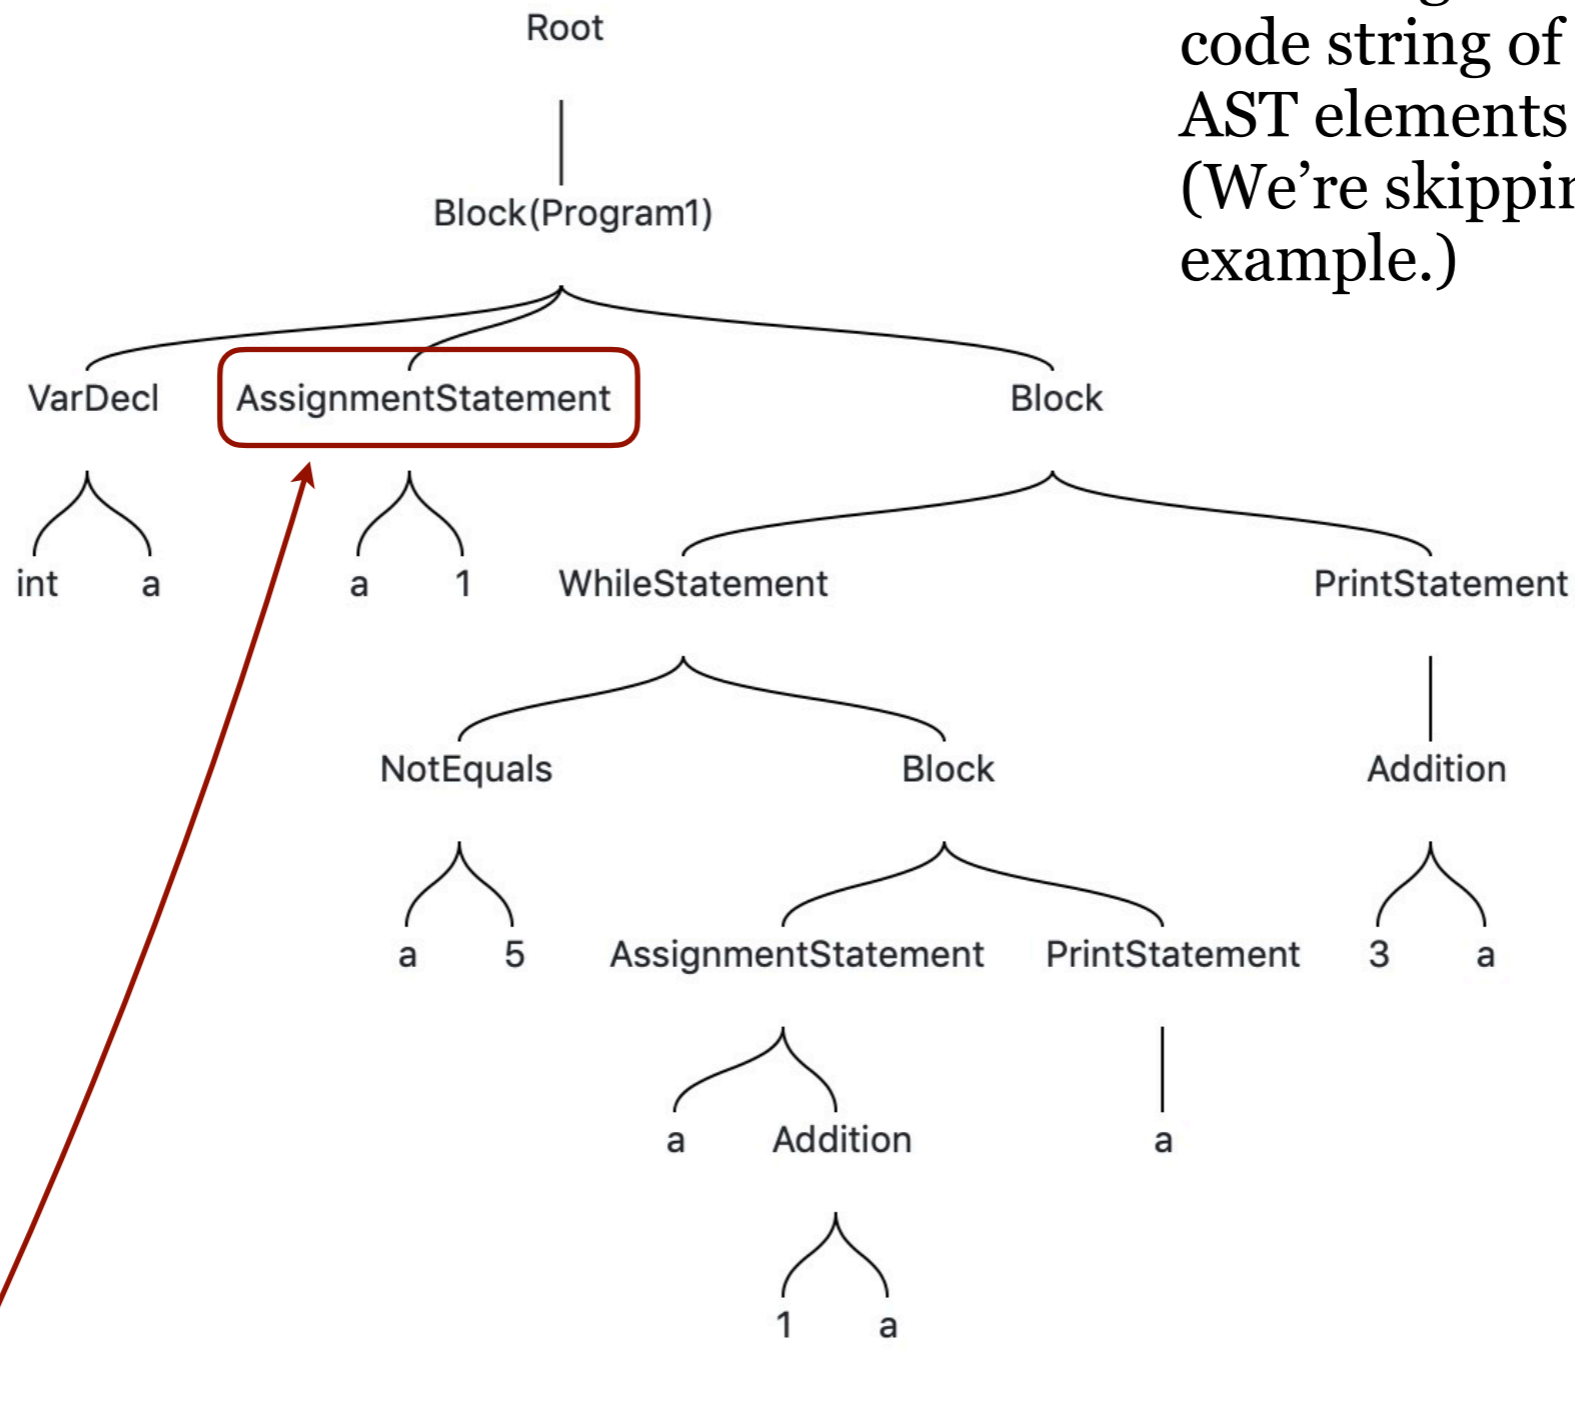 Root
code string of
AST elements
(We're skippin
example.)
Block(Program1)
VarDecl AssignmentStatement Block
int a a 1 WhileStatement PrintStatement
NotEquals Block Addition
a 5 AssignmentStatement PrintStatement 3 a
a Addition a
1 a